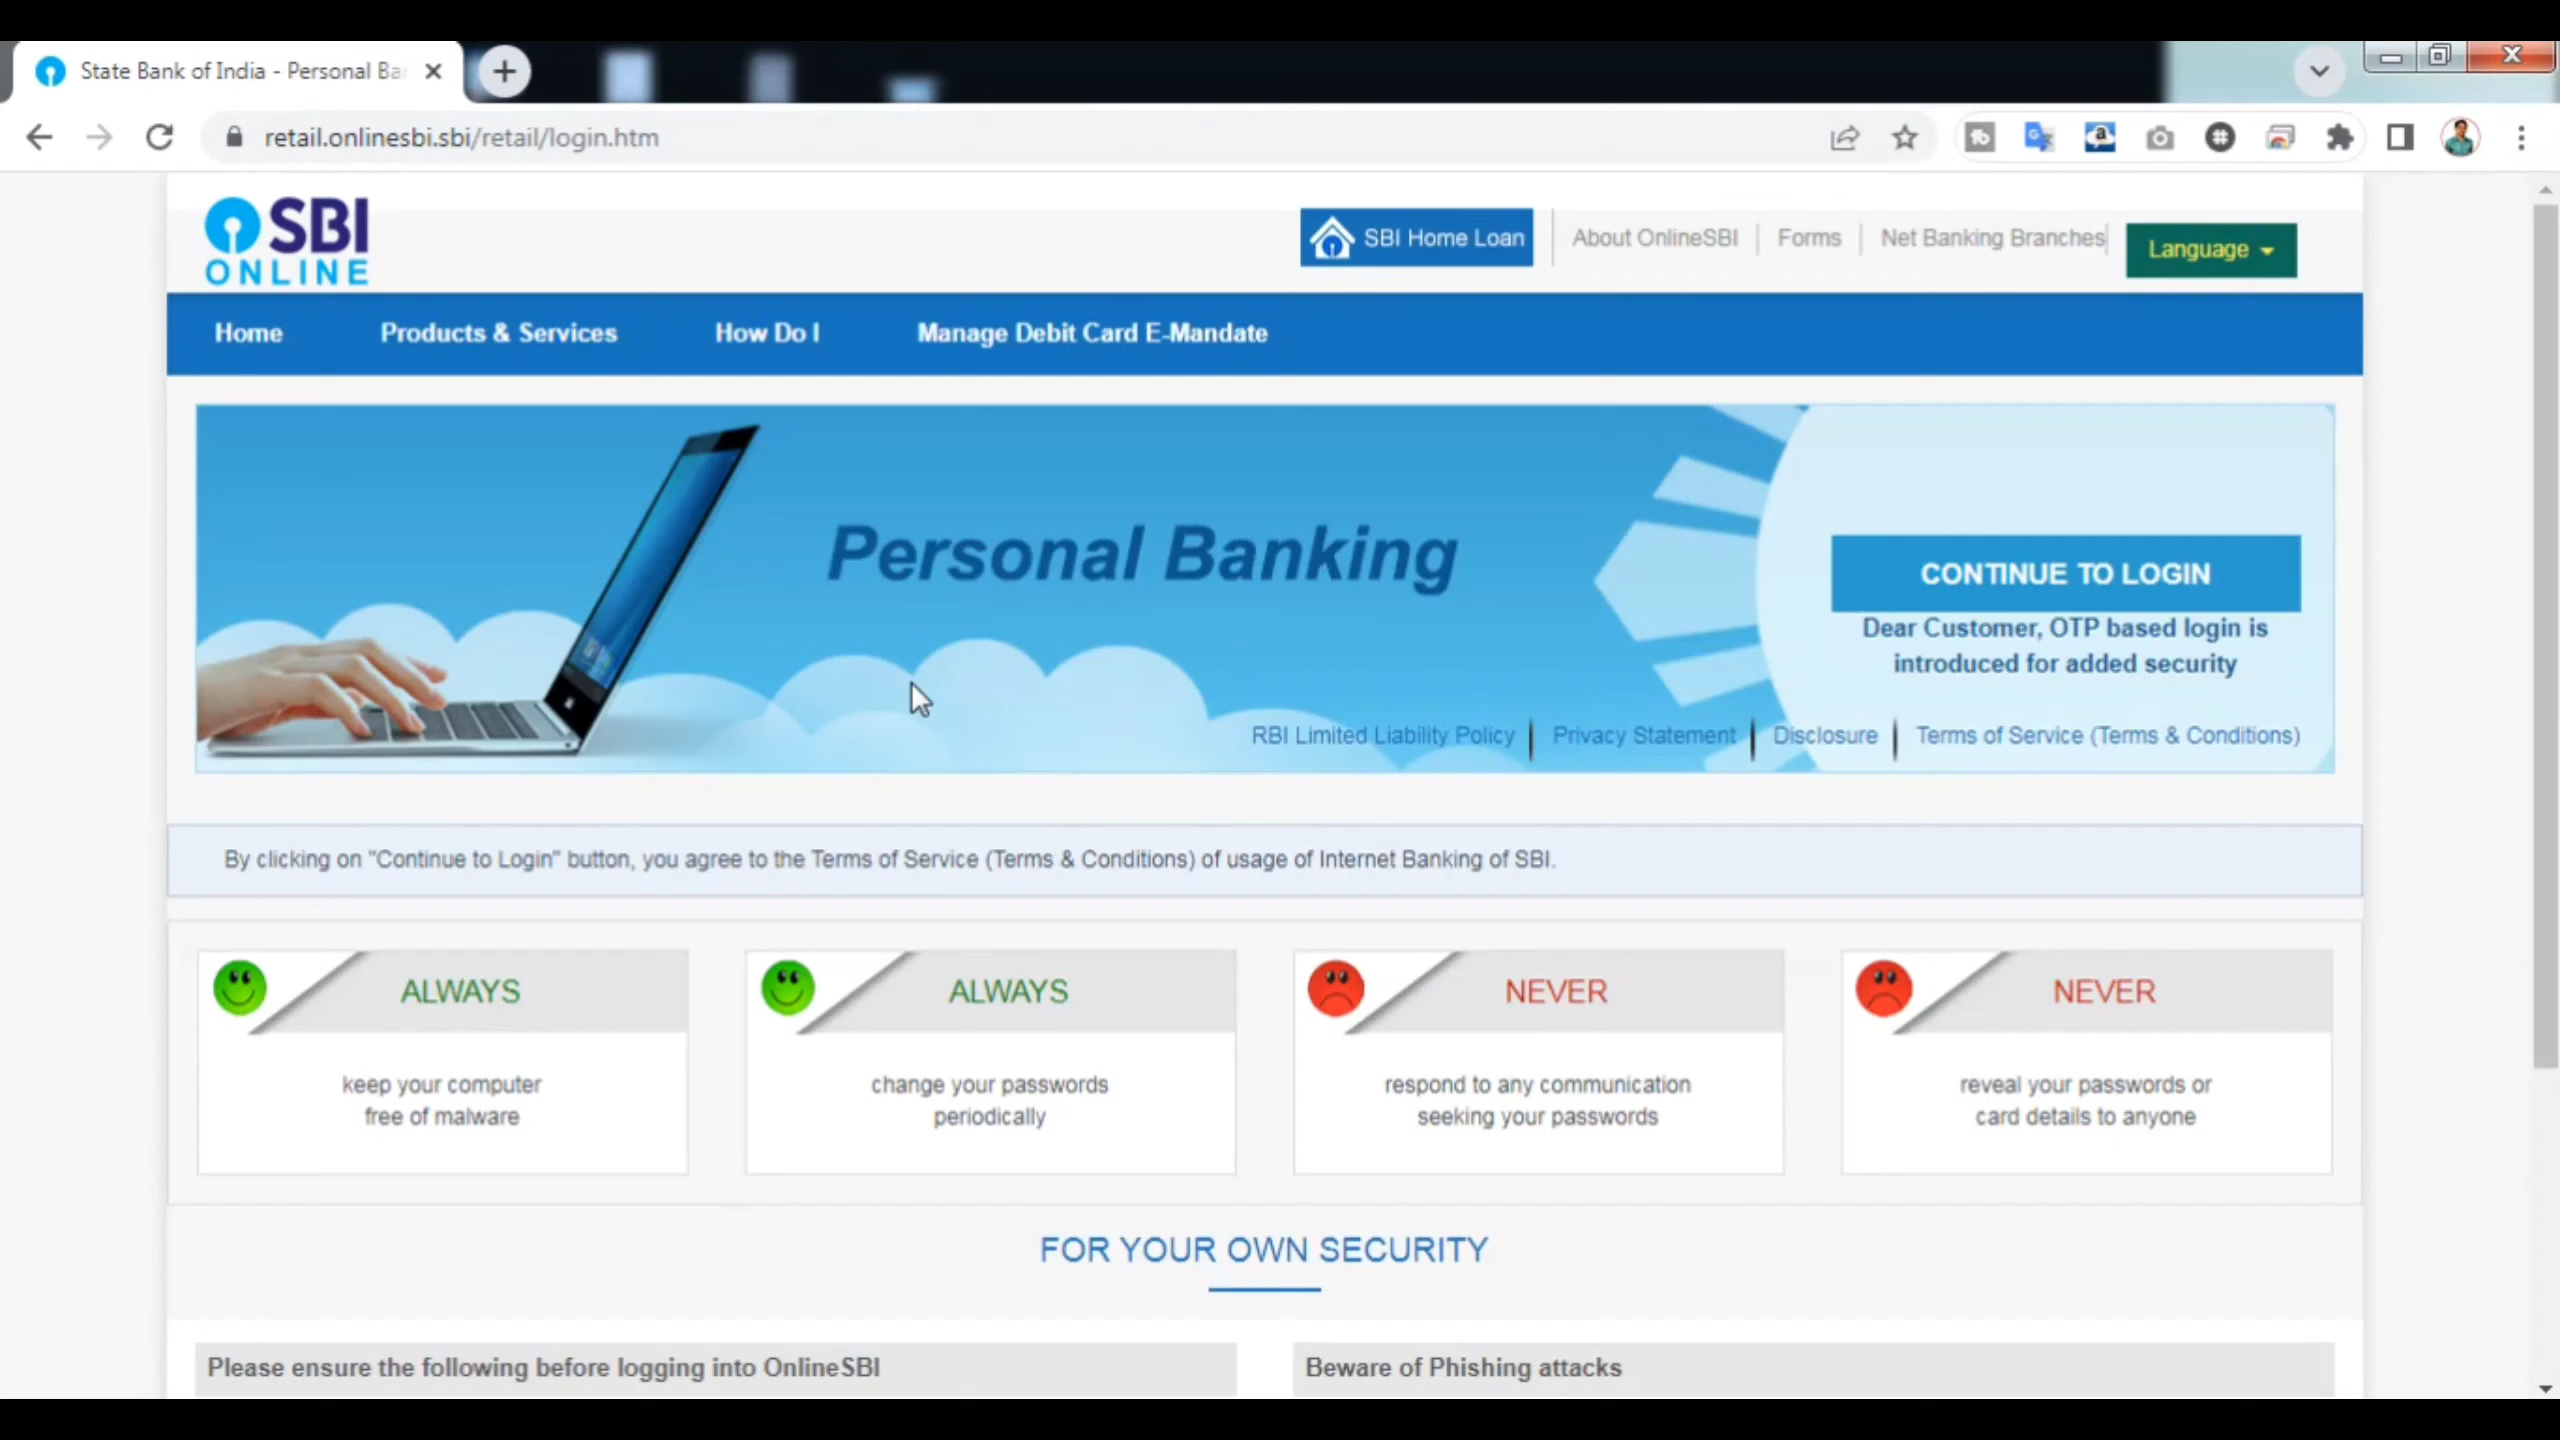 State Bank of India - Personal Ba
retail.onlinesbi.sbi/retail/login.htm
SBI
ONLINE
SBI Home Loan
About OnlineSBI
Forms
Net Banking Branches
Language
Home
Products & Services
How Do I
Manage Debit Card E-Mandate
Personal Banking
CONTINUE TO LOGIN
Dear Customer, OTP based login is
introduced for added security
RBI Limited Liability Policy
Privacy Statement
Disclosure
Terms of Service (Terms & Conditions)
By clicking on "Continue to Login" button, you agree to the Terms of Service (Terms & Conditions) of usage of Internet Banking of SBI.
ALWAYS
keep your computer
free of malware
ALWAYS
change your passwords
periodically
NEVER
respond to any communication
seeking your passwords
NEVER
reveal your passwords or
card details to anyone
FOR YOUR OWN SECURITY
Please ensure the following before logging into OnlineSBI
Beware of Phishing attacks